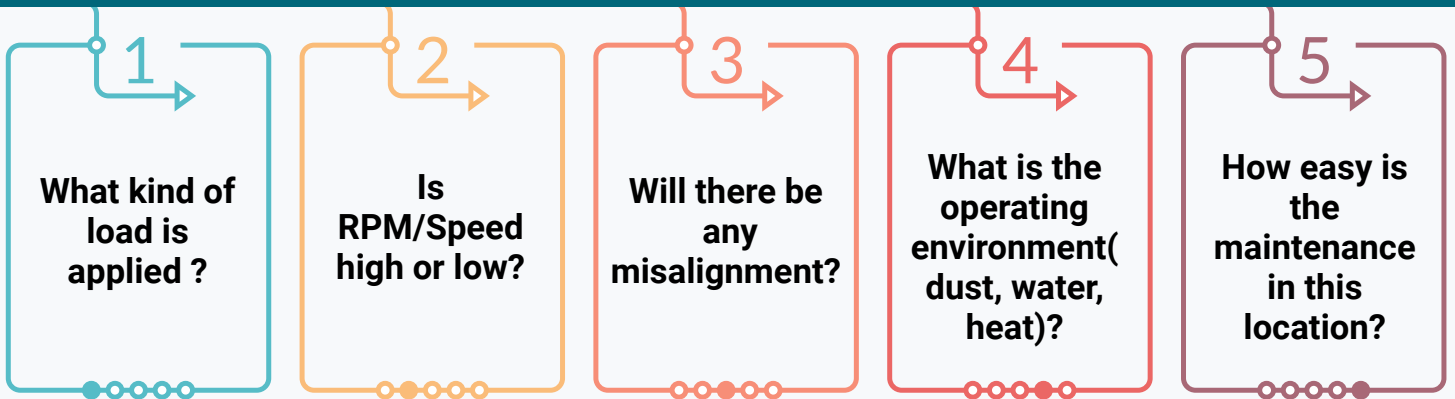 1
What kind of
load is
applied ?
2
Is
RPM/Speed
high or low?
3
Will there be
any
misalignment?
4
What is the
operating
environment(
dust, water,
heat)?
5
How easy is
the
maintenance
in this
location?